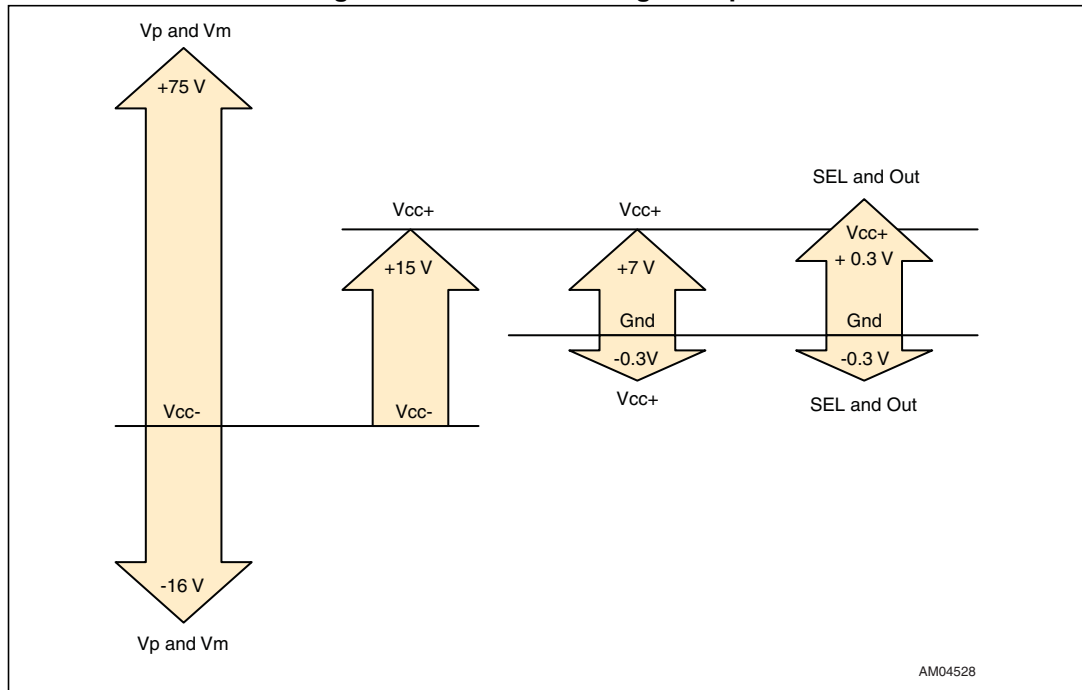 Vp and Vm
+75 V
Vcc-
-16 V
Vp and Vm
Vcc+
+15 V
Vcc-
Vcc+
+7 V
Gnd
-0.3V
Vcc+
SEL and Out
Vcc+
+ 0.3 V
Gnd
-0.3 V
SEL and Out
AM04528